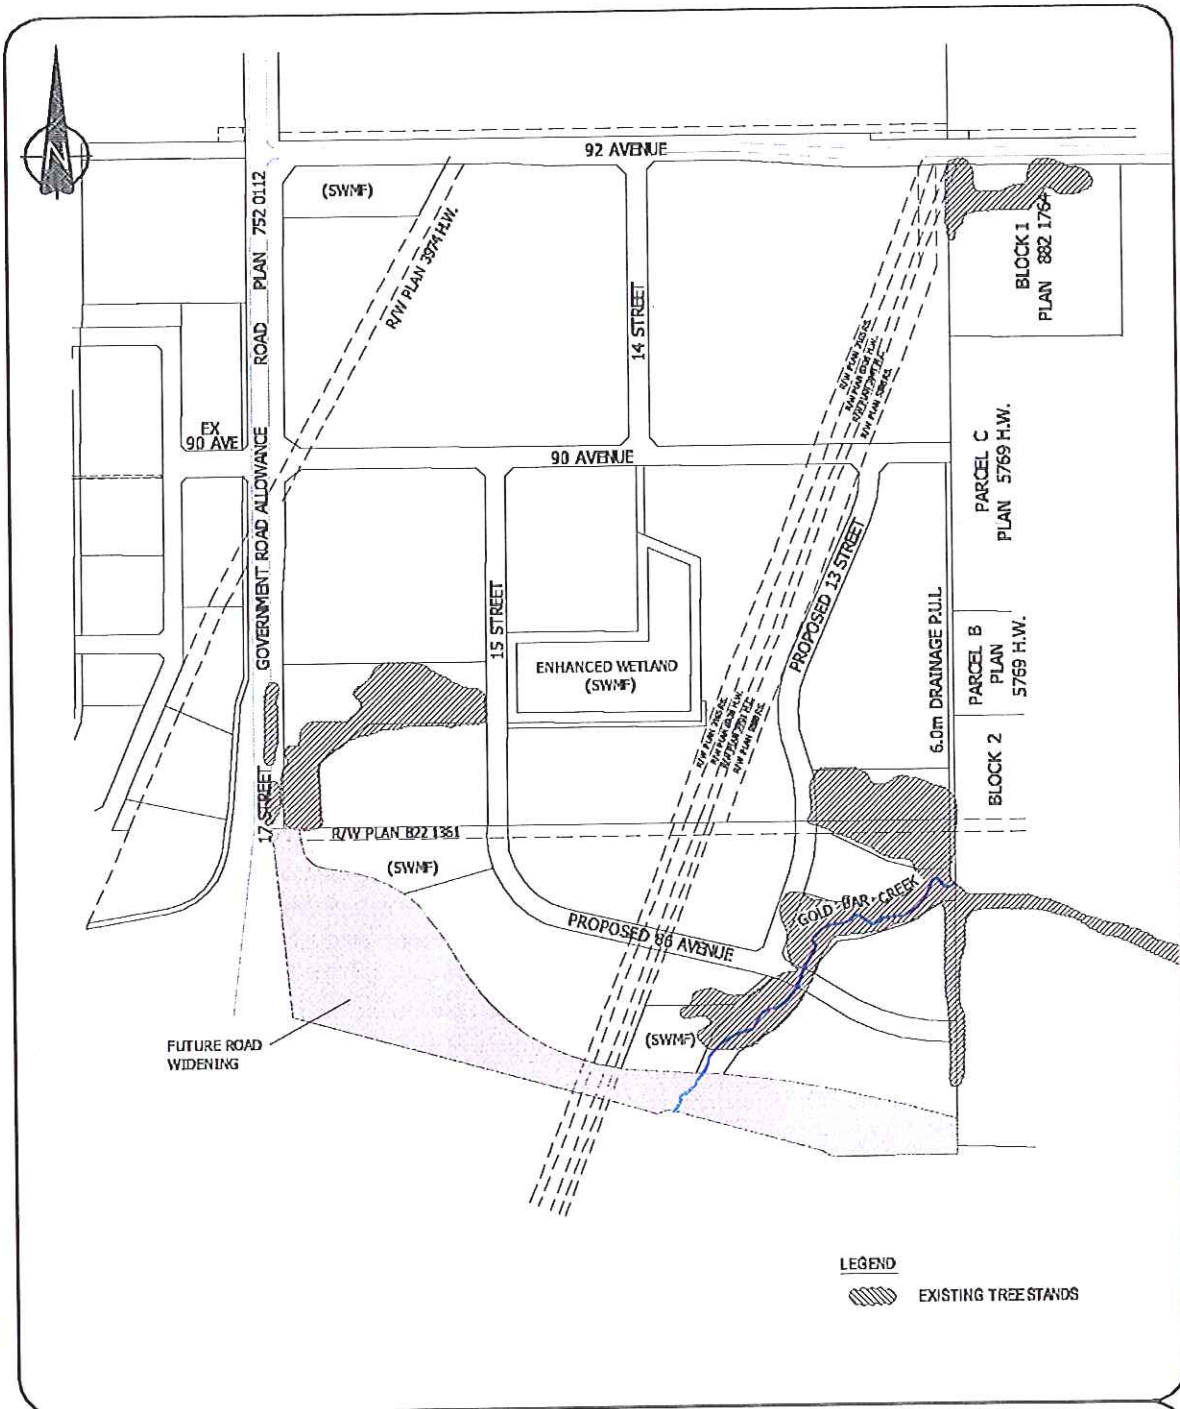 N
92 AVENUE
(SWMF)
PLAN 752 0112
ROAD
GOVERNMENT ROAD ALLOWANCE
17 STREET
R/W PLAN 3974 H.W.
14 STREET
BLOCK 1
PLAN 882 1764
EX
90 AVE
90 AVENUE
PARCEL C
PLAN 5769 H.W.
PROPOSED 13 STREET
15 STREET
ENHANCED WETLAND
(SWMF)
6.0m DRAINAGE P.U.L
PARCEL B
PLAN
5769 H.W.
BLOCK 2
R/W PLAN 822 1361
(SWMF)
GOLD BAR CREEK
PROPOSED 86 AVENUE
(SWMF)
FUTURE ROAD
WIDENING
LEGEND
EXISTING TREE STANDS